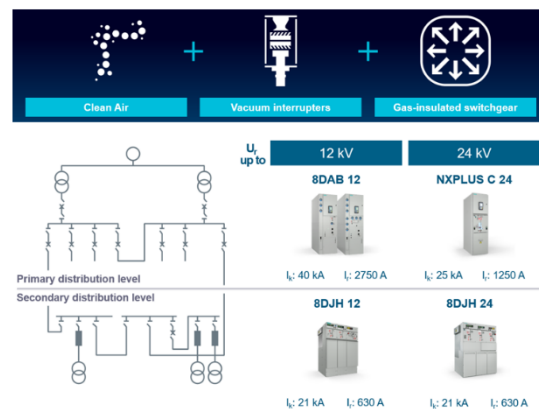 + +
Clean Air Vacuum interrupters Gas-insulated switchgear
Ur
up to 12 kV 24 kV
8DAB 12 NXPLUS C 24
Ik: 40 kA Ir: 2750 A Ik: 25 kA Ir: 1250 A
Primary distribution level
Secondary distribution level
8DJH 12 8DJH 24
Ik: 21 kA Ir: 630 A Ik: 21 kA Ir: 630 A